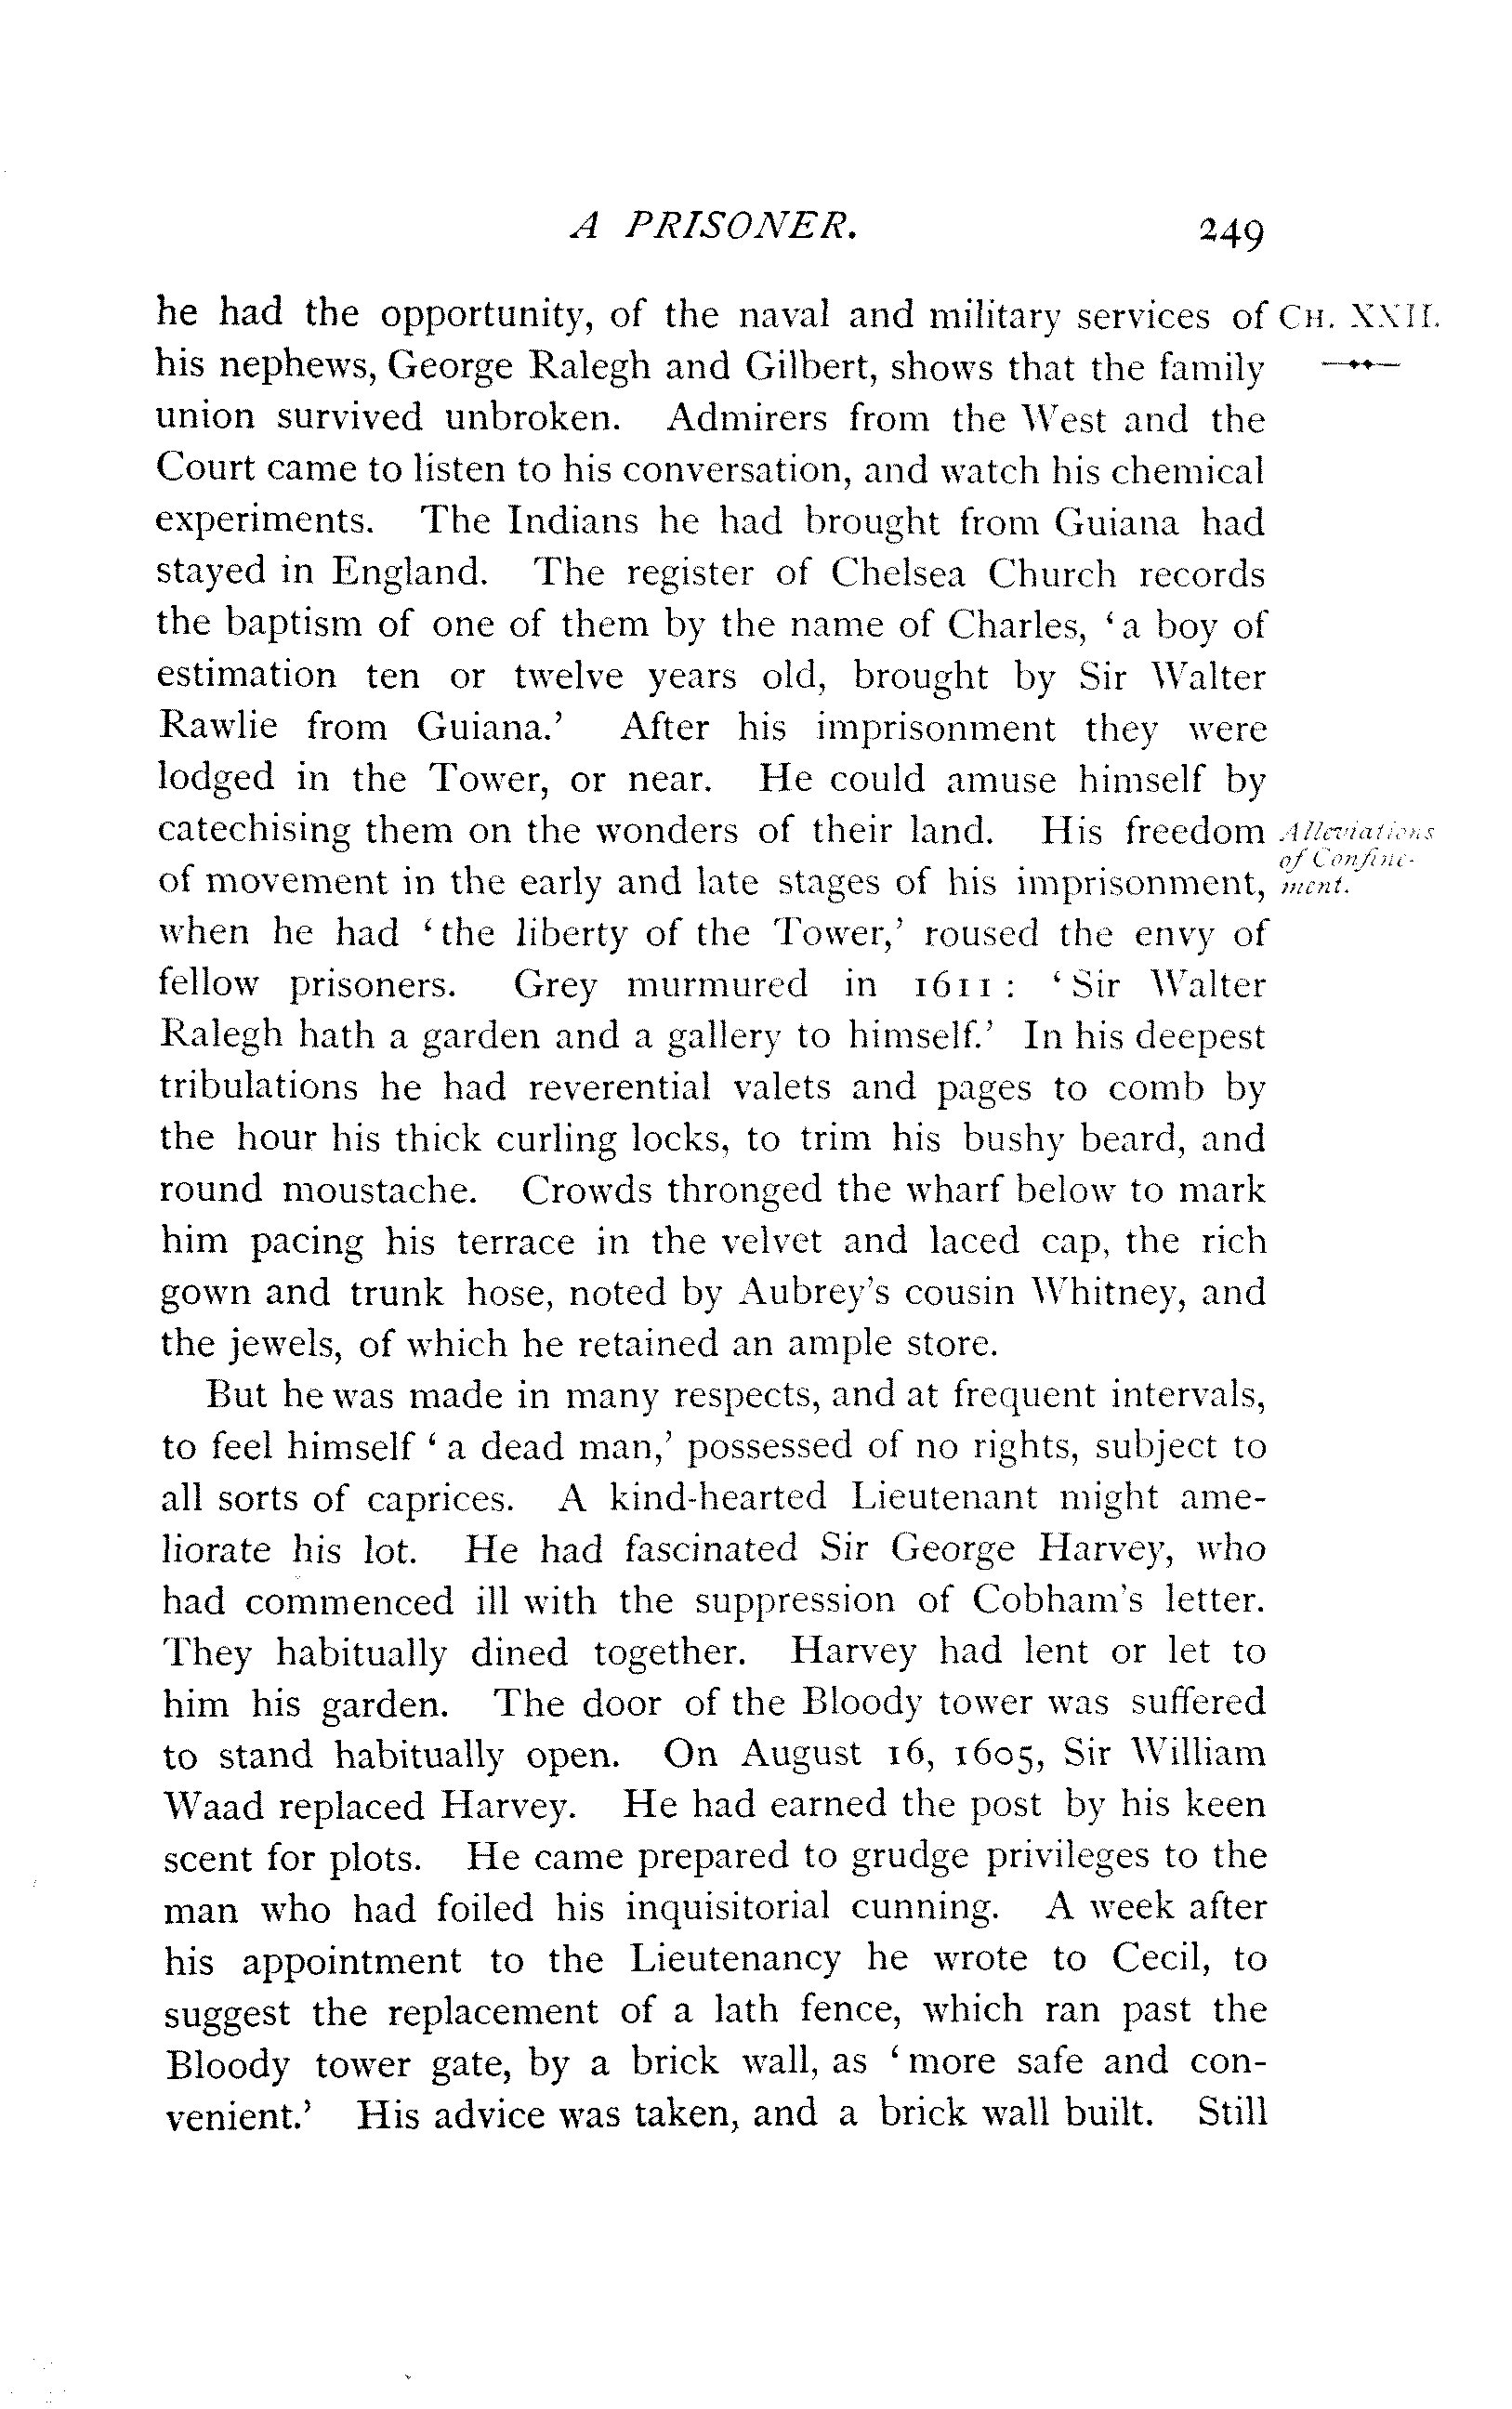 A PRISONER. 249
he had the opportunity, of the naval and military services of CH. XXII.
his nephews, George Ralegh and Gilbert, shows that the family
union survived unbroken. Admirers from the West and the
Court came to listen to his conversation, and watch his chemical
experiments. The Indians he had brought from Guiana had
stayed in England. The register of Chelsea Church records
the baptism of one of them by the name of Charles, ‘a boy of
estimation ten or twelve years old, brought by Sir Walter
Rawlie from Guiana.’ After his imprisonment they were
lodged in the Tower, or near. He could amuse himself by
catechising them on the wonders of their land. His freedom
of movement in the early and late stages of his imprisonment,
Alleviations
of Confine-
ment.
when he had ‘the liberty of the Tower,’ roused the envy of
fellow prisoners. Grey murmured in 1611: ‘Sir Walter
Ralegh hath a garden and a gallery to himself.’ In his deepest
tribulations he had reverential valets and pages to comb by
the hour his thick curling locks, to trim his bushy beard, and
round moustache. Crowds thronged the wharf below to mark
him pacing his terrace in the velvet and laced cap, the rich
gown and trunk hose, noted by Aubrey’s cousin Whitney, and
the jewels, of which he retained an ample store.
But he was made in many respects, and at frequent intervals,
to feel himself ‘a dead man,’ possessed of no rights, subject to
all sorts of caprices. A kind-hearted Lieutenant might ame-
liorate his lot. He had fascinated Sir George Harvey, who
had commenced ill with the suppression of Cobham’s letter.
They habitually dined together. Harvey had lent or let to
him his garden. The door of the Bloody tower was suffered
to stand habitually open. On August 16, 1605, Sir William
Waad replaced Harvey. He had earned the post by his keen
scent for plots. He came prepared to grudge privileges to the
man who had foiled his inquisitorial cunning. A week after
his appointment to the Lieutenancy he wrote to Cecil, to
suggest the replacement of a lath fence, which ran past the
Bloody tower gate, by a brick wall, as ‘more safe and con-
venient.’ His advice was taken, and a brick wall built. Still